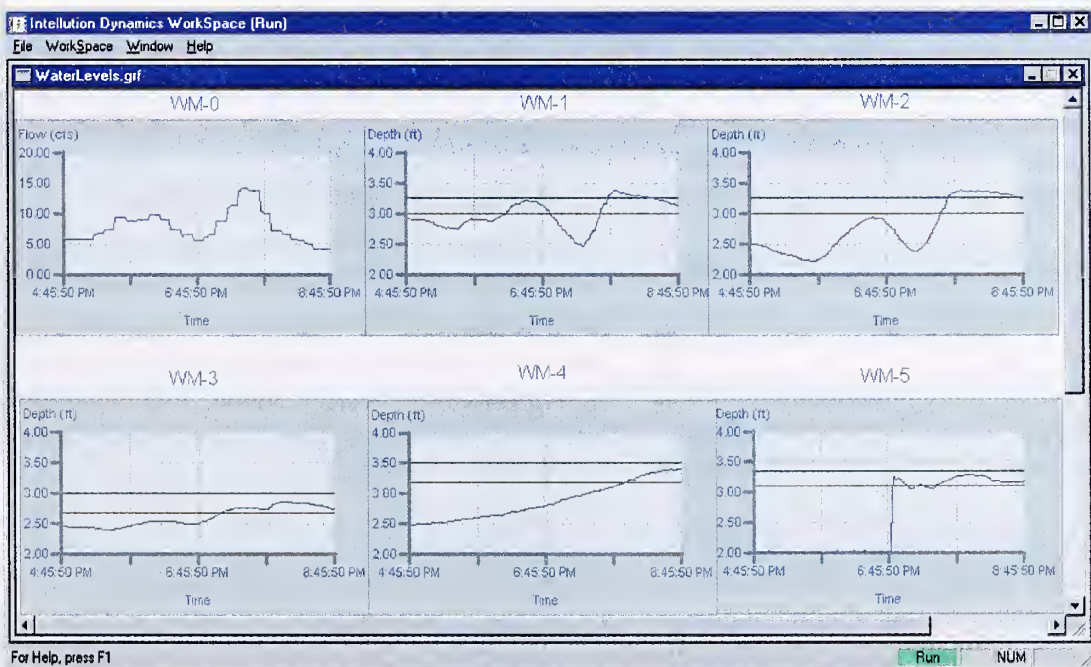 Intellution Dynamics WorkSpace (Run)
File WorkSpace Window Help
WaterLevels.grf
WM-0 WM-1 WM-2
Flow (cfs) Depth (ft) Depth (ft)
20.00 4.00 4.00
15.00 3.50 3.50
10.00 3.00 3.00
5.00 2.50 2.50
0.00 2.00 2.00
4:45:50 PM 6:45:50 PM 8:45:50 PM 4:45:50 PM 6:45:50 PM 8:45:50 PM 4:45:50 PM 6:45:50 PM 8:45:50 PM
Time Time Time
WM-3 WM-4 WM-5
Depth (ft) Depth (ft) Depth (ft)
4.00 4.00 4.00
3.50 3.50 3.50
3.00 3.00 3.00
2.50 2.50 2.50
2.00 2.00 2.00
4:45:50 PM 6:45:50 PM 8:45:50 PM 4:45:50 PM 6:45:50 PM 8:45:50 PM 4:45:50 PM 6:45:50 PM 8:45:50 PM
Time Time Time
For Help, press F1 Run NUM